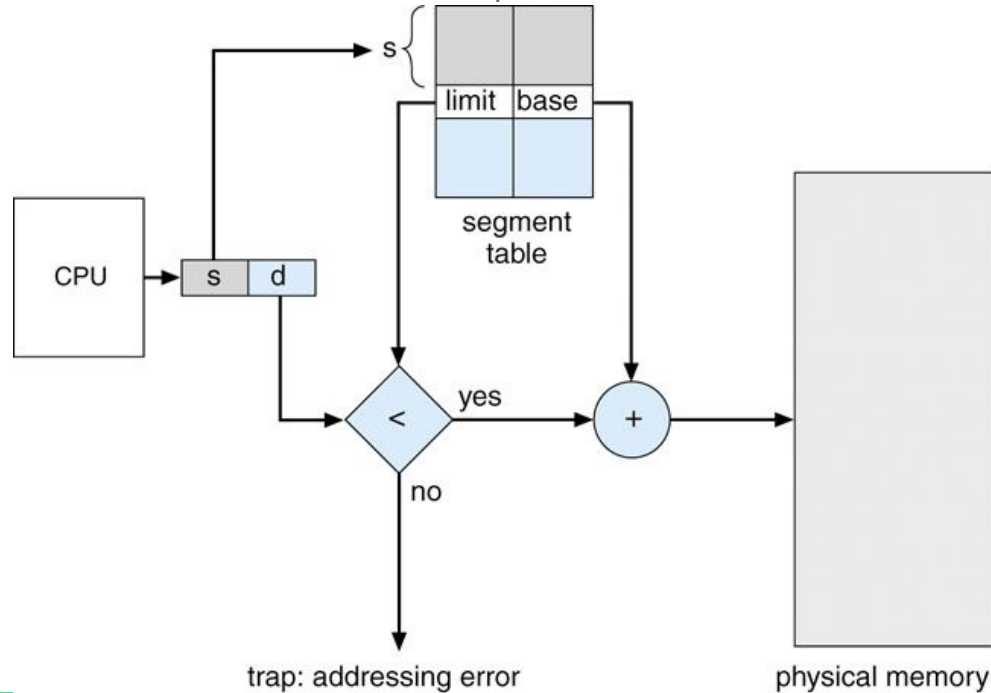 s
limit base
segment
table
CPU
s d
<
yes
+
no
trap: addressing error
physical memory